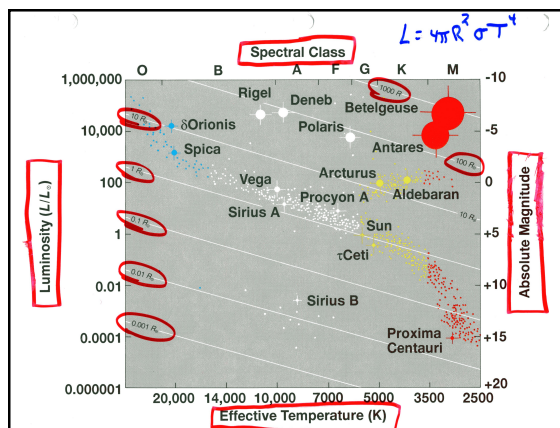 L = 4πR² σT⁴
Spectral Class
O B A F G K M
1,000,000
10,000
100
1
0.01
0.0001
0.000001
-10
-5
0
+5
+10
+15
+20
Luminosity (L/L☉)
Absolute Magnitude
1000 R
100 R☉
10 R☉
10 R☉
1 R☉
0.1 R☉
0.01 R☉
0.001 R☉
Rigel
Deneb
Betelgeuse
δOrionis
Polaris
Spica
Antares
Arcturus
Vega
Procyon A
Aldebaran
Sirius A
Sun
τCeti
Sirius B
Proxima
Centauri
20,000 14,000 10,000 7000 5000 3500 2500
Effective Temperature (K)